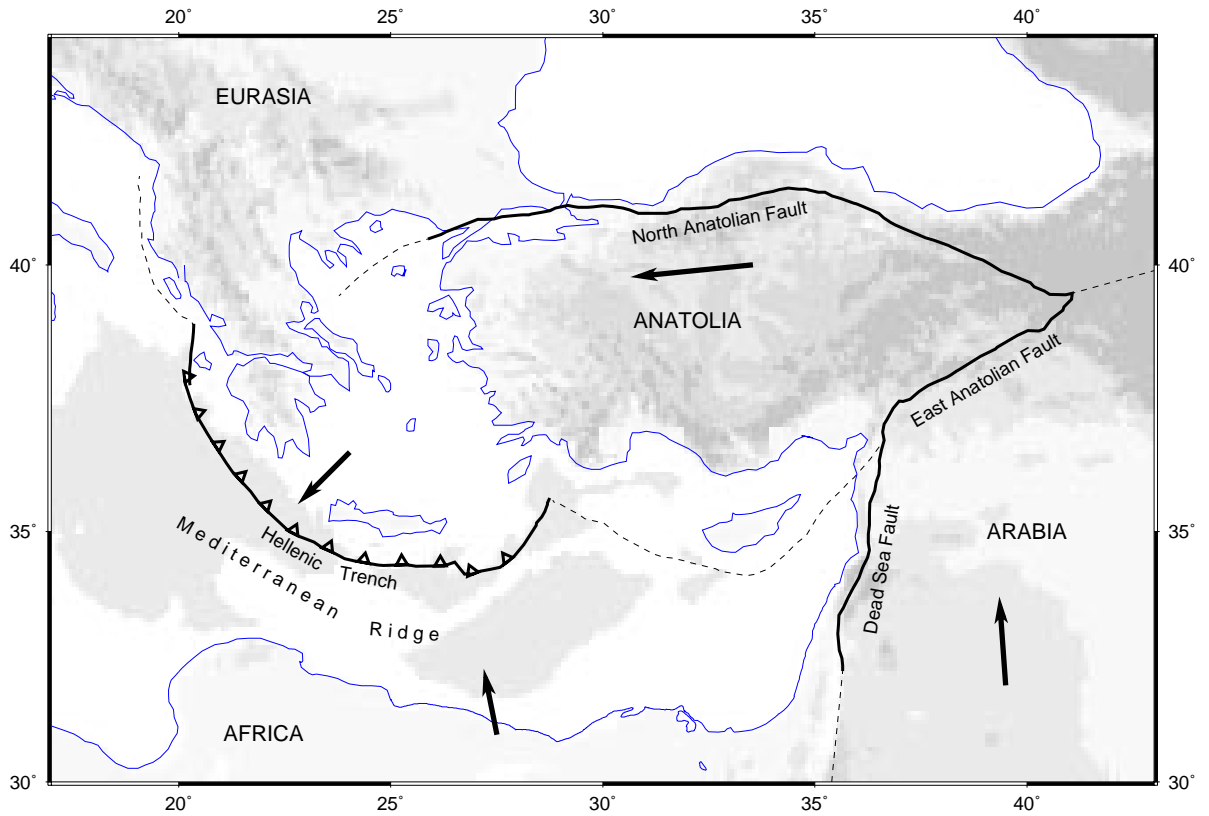 20° 25° 30° 35° 40°
EURASIA
North Anatolian Fault
40° 40°
ANATOLIA
East Anatolian Fault
35° 35°
ARABIA
Hellenic Trench
Mediterranean Ridge
Dead Sea Fault
AFRICA
30° 30°
20° 25° 30° 35° 40°